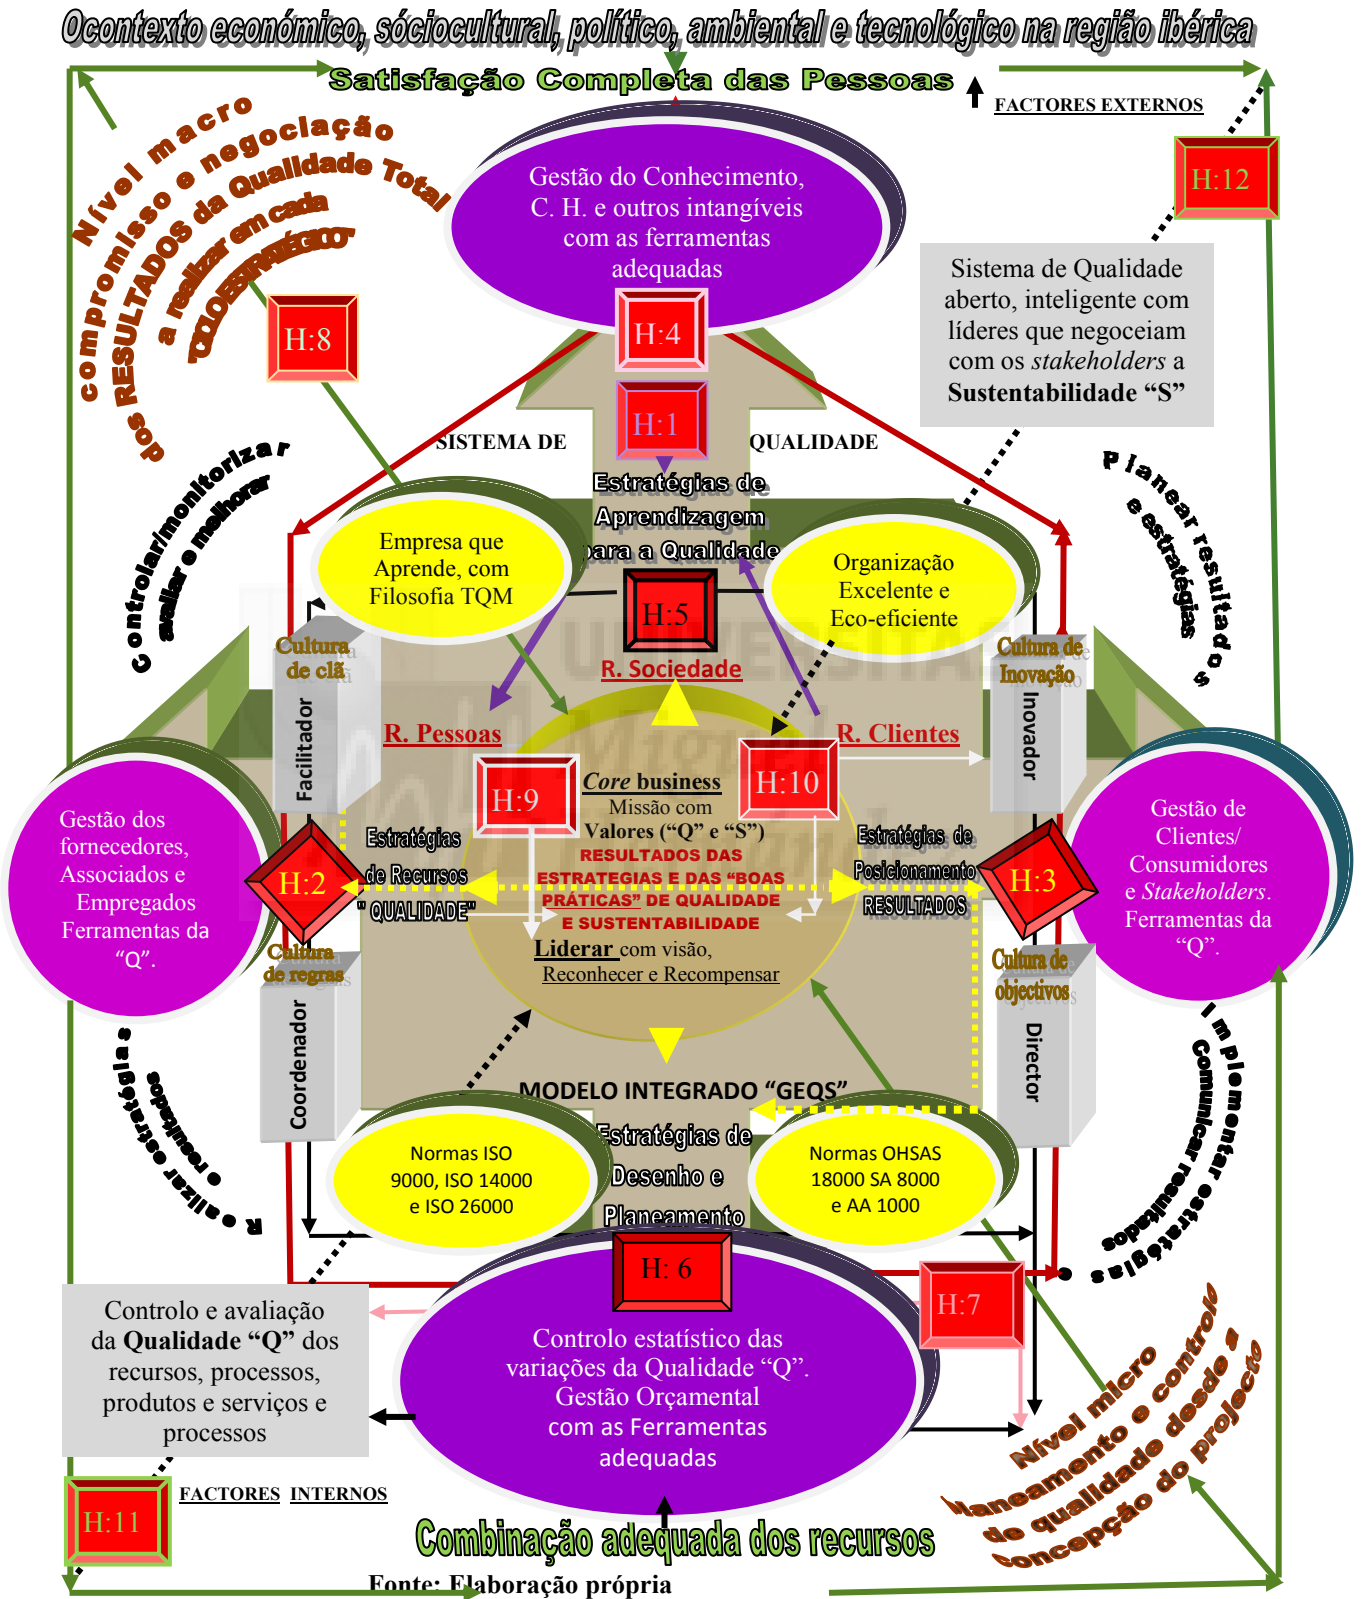 Ocontexto económico, sóciocultural, político, ambiental e tecnológico na região ibérica
Satisfação Completa das Pessoas
FACTORES EXTERNOS
Nível macro
compromisso e negociação
dos RESULTADOS da Qualidade Total
a realizar em cada
"CICLO ESTRATÉGICO"
H:12
Gestão do Conhecimento,
C. H. e outros intangíveis
com as ferramentas
adequadas
H:4
H:8
Sistema de Qualidade
aberto, inteligente com
líderes que negoceiam
com os stakeholders a
Sustentabilidade “S”
H:1
SISTEMA DE QUALIDADE
Controlar/monitorizar
avaliar e melhorar
Planear resultados
e estratégias
Estratégias de
Aprendizagem
para a Qualidade
Empresa que
Aprende, com
Filosofia TQM
Organização
Excelente e
Eco-eficiente
H:5
UNIVERSITAS
Miguel
R. Sociedade
Cultura de clã
Facilitador
Cultura de
Inovação
Inovador
R. Pessoas
R. Clientes
H:9
H:10
Core business
Missão com
Valores (“Q” e “S”)
RESULTADOS DAS
ESTRATEGIAS E DAS “BOAS
PRÁTICAS” DE QUALIDADE
E SUSTENTABILIDADE
Liderar com visão,
Reconhecer e Recompensar
Gestão dos
fornecedores,
Associados e
Empregados
Ferramentas da
“Q”.
H:2
Estratégias
de Recursos
" QUALIDADE"
Estratégias de
Posicionamento
RESULTADOS
H:3
Gestão de
Clientes/
Consumidores
e Stakeholders.
Ferramentas da
“Q”.
Cultura
de regras
Coordenador
Cultura de
objectivos
Director
Realizar estratégias
e resultados
Implementar estratégias
Comunicar resultados
MODELO INTEGRADO “GEQS”
Estratégias de
Desenho e
Planeamento
Normas ISO
9000, ISO 14000
e ISO 26000
Normas OHSAS
18000 SA 8000
e AA 1000
H: 6
H:7
Controlo e avaliação
da Qualidade “Q” dos
recursos, processos,
produtos e serviços e
processos
Controlo estatístico das
variações da Qualidade “Q”.
Gestão Orçamental
com as Ferramentas
adequadas
Nível micro
planeamento e controlo
de qualidade desde a
concepção do projecto
H:11
FACTORES INTERNOS
Combinação adequada dos recursos
Fonte: Elaboração própria